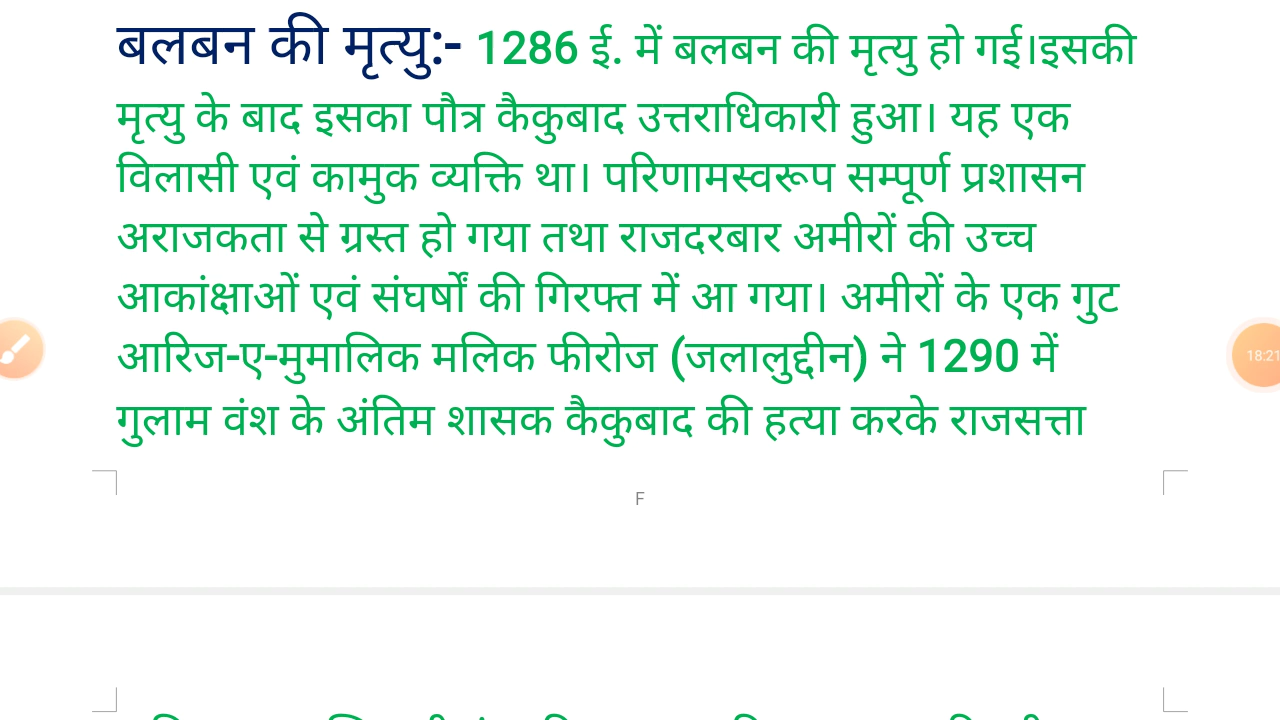 बलबन की मृत्यु:- 1286 ई. में बलबन की मृत्यु हो गई।इसकी
मृत्यु के बाद इसका पौत्र कैकुबाद उत्तराधिकारी हुआ। यह एक
विलासी एवं कामुक व्यक्ति था। परिणामस्वरूप सम्पूर्ण प्रशासन
अराजकता से ग्रस्त हो गया तथा राजदरबार अमीरों की उच्च
आकांक्षाओं एवं संघर्षों की गिरफ्त में आ गया। अमीरों के एक गुट
आरिज-ए-मुमालिक मलिक फीरोज (जलालुद्दीन) ने 1290 में
गुलाम वंश के अंतिम शासक कैकुबाद की हत्या करके राजसत्ता
F
18:21